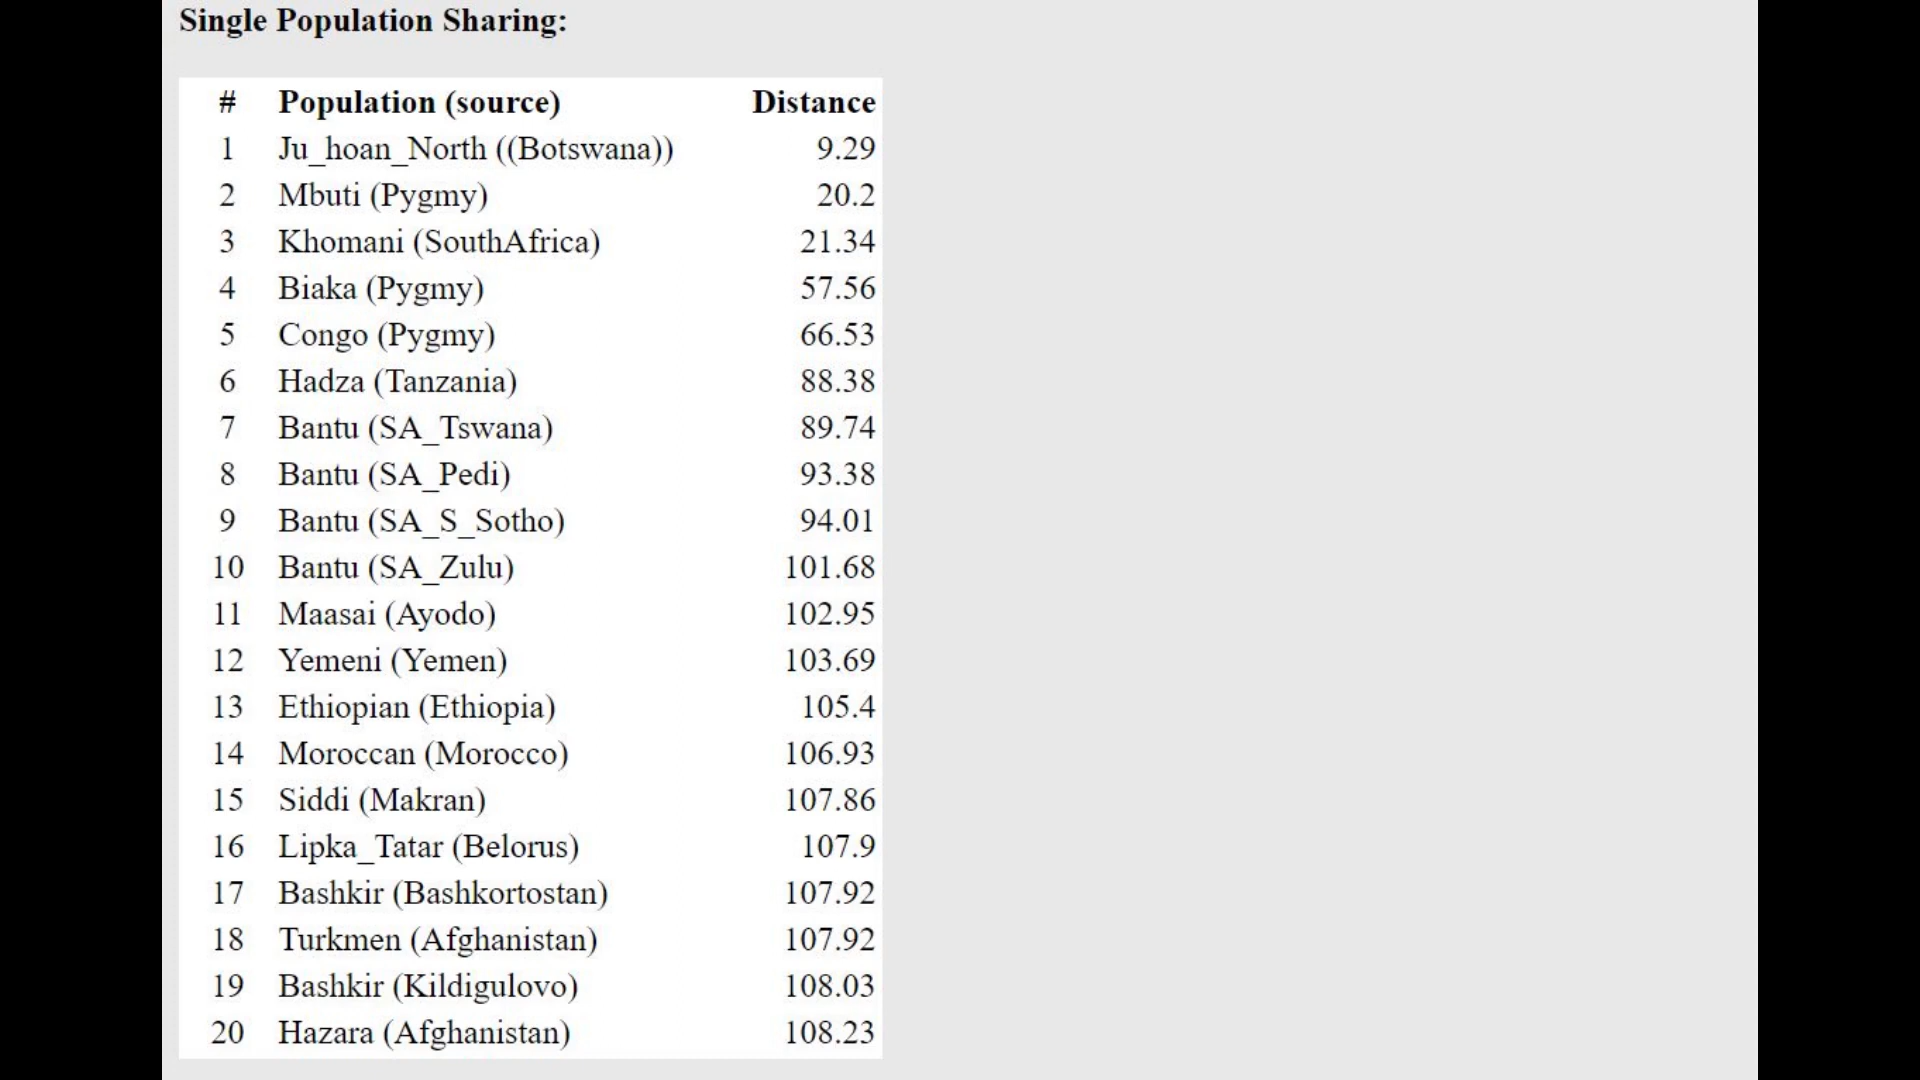 Single Population Sharing:
# Population (source) Distance
1 Ju_hoan_North ((Botswana)) 9.29
2 Mbuti (Pygmy) 20.2
3 Khomani (SouthAfrica) 21.34
4 Biaka (Pygmy) 57.56
5 Congo (Pygmy) 66.53
6 Hadza (Tanzania) 88.38
7 Bantu (SA_Tswana) 89.74
8 Bantu (SA_Pedi) 93.38
9 Bantu (SA_S_Sotho) 94.01
10 Bantu (SA_Zulu) 101.68
11 Maasai (Ayodo) 102.95
12 Yemeni (Yemen) 103.69
13 Ethiopian (Ethiopia) 105.4
14 Moroccan (Morocco) 106.93
15 Siddi (Makran) 107.86
16 Lipka_Tatar (Belorus) 107.9
17 Bashkir (Bashkortostan) 107.92
18 Turkmen (Afghanistan) 107.92
19 Bashkir (Kildigulovo) 108.03
20 Hazara (Afghanistan) 108.23